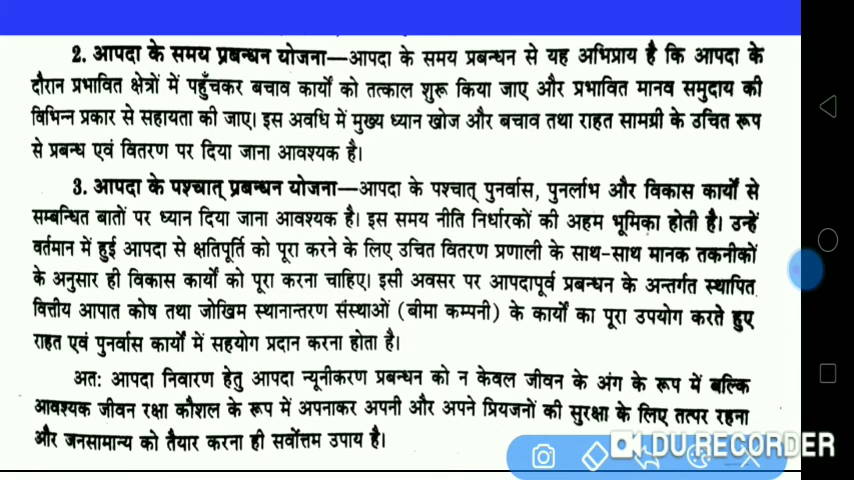 2. आपदा के समय प्रबन्धन योजना—आपदा के समय प्रबन्धन से यह अभिप्राय है कि आपदा के
दौरान प्रभावित क्षेत्रों में पहुँचकर बचाव कार्यों को तत्काल शुरू किया जाए और प्रभावित मानव समुदाय की
विभिन्न प्रकार से सहायता की जाए। इस अवधि में मुख्य ध्यान खोज और बचाव तथा राहत सामग्री के उचित रूप
से प्रबन्ध एवं वितरण पर दिया जाना आवश्यक है।
3. आपदा के पश्चात् प्रबन्धन योजना—आपदा के पश्चात् पुनर्वास, पुनर्लाभ और विकास कार्यों से
सम्बन्धित बातों पर ध्यान दिया जाना आवश्यक है। इस समय नीति निर्धारकों की अहम भूमिका होती है। उन्हें
वर्तमान में हुई आपदा से क्षतिपूर्ति को पूरा करने के लिए उचित वितरण प्रणाली के साथ-साथ मानक तकनीकों
के अनुसार ही विकास कार्यों को पूरा करना चाहिए। इसी अवसर पर आपदापूर्व प्रबन्धन के अन्तर्गत स्थापित
वित्तीय आपात कोष तथा जोखिम स्थानान्तरण संस्थाओं (बीमा कम्पनी) के कार्यों का पूरा उपयोग करते हुए
राहत एवं पुनर्वास कार्यों में सहयोग प्रदान करना होता है।
अतः आपदा निवारण हेतु आपदा न्यूनीकरण प्रबन्धन को न केवल जीवन के अंग के रूप में बल्कि
आवश्यक जीवन रक्षा कौशल के रूप में अपनाकर अपनी और अपने प्रियजनों की सुरक्षा के लिए तत्पर रहना
और जनसामान्य को तैयार करना ही सर्वोत्तम उपाय है।
DU RECORDER